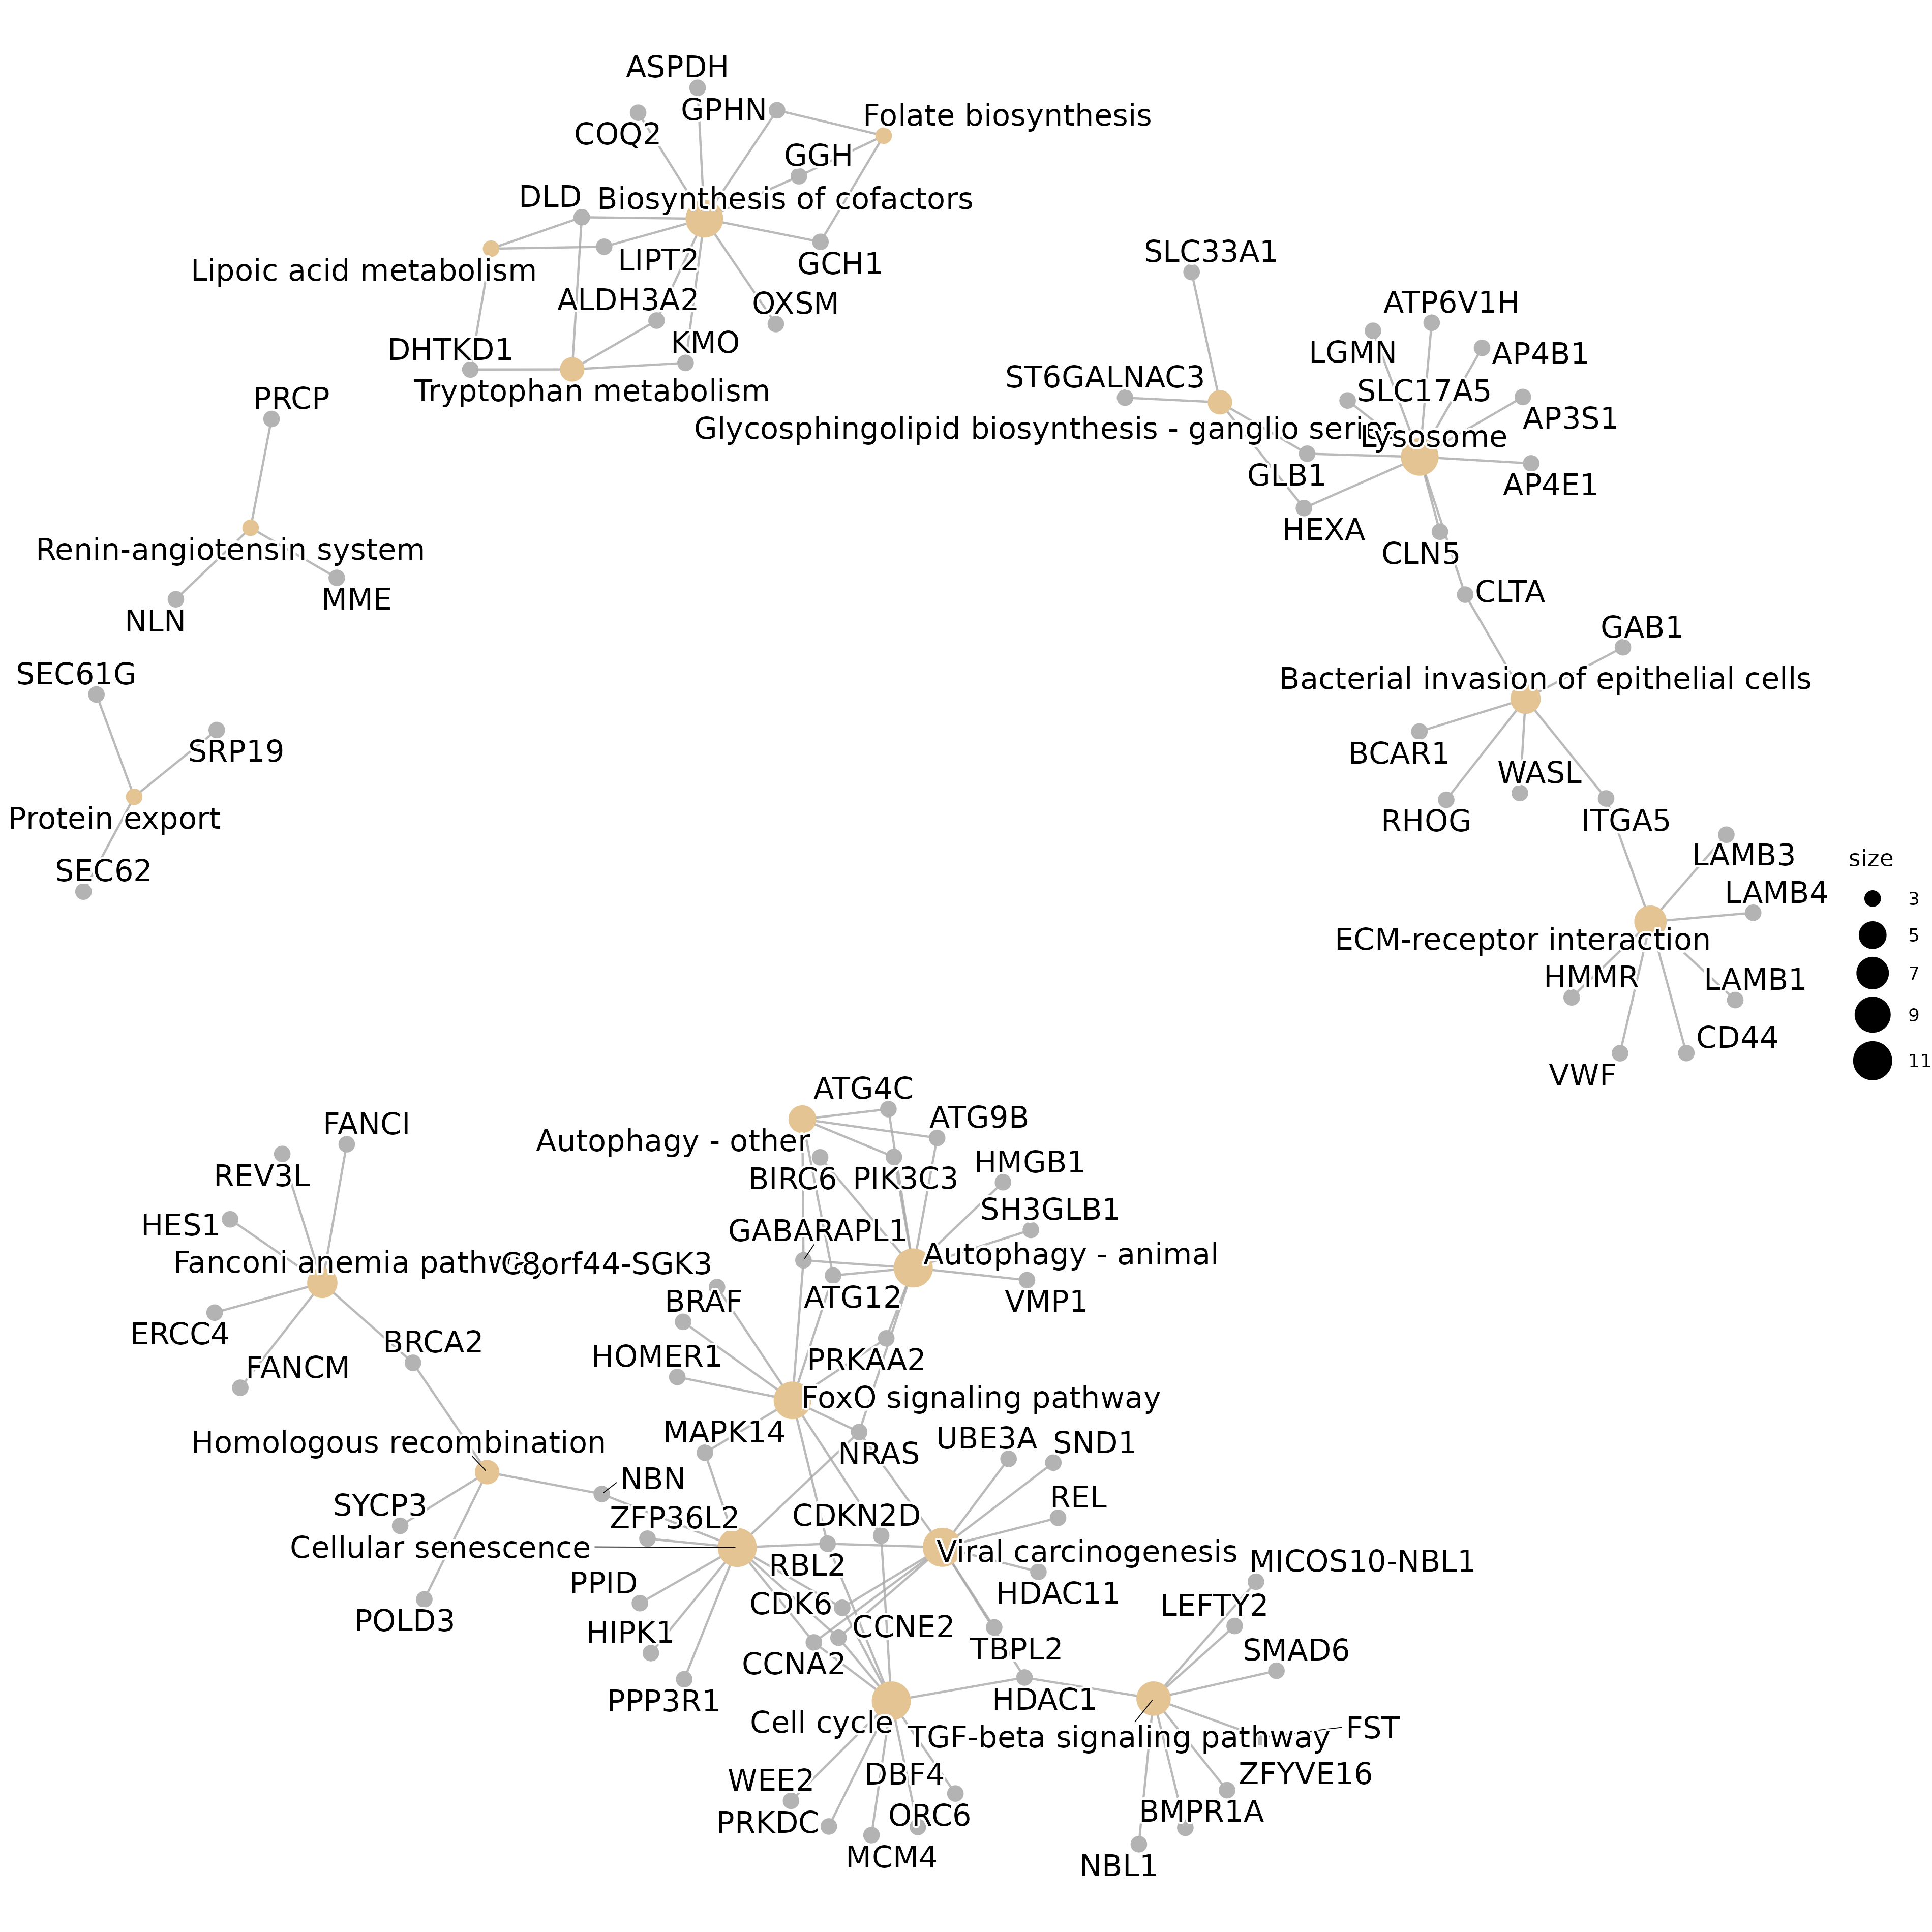 ASPDH
GPHN
COQ2
Folate biosynthesis
GGH
DLD
Biosynthesis of cofactors
LIPT2
GCH1
Lipoic acid metabolism
ALDH3A2
OXSM
KMO
DHTKD1
Tryptophan metabolism
SLC33A1
ATP6V1H
LGMN
AP4B1
ST6GALNAC3
SLC17A5
AP3S1
Glycosphingolipid biosynthesis - ganglio series
Lysosome
GLB1
AP4E1
HEXA
CLN5
CLTA
PRCP
Renin-angiotensin system
MME
NLN
SEC61G
SRP19
Protein export
SEC62
GAB1
Bacterial invasion of epithelial cells
BCAR1
WASL
RHOG
ITGA5
LAMB3
LAMB4
ECM-receptor interaction
HMMR
LAMB1
CD44
VWF
size
3
5
7
9
11
ATG4C
ATG9B
Autophagy - other
BIRC6
PIK3C3
HMGB1
SH3GLB1
GABARAPL1
Autophagy - animal
ATG12
VMP1
FANCI
REV3L
HES1
Fanconi anemia pathway
C8orf44-SGK3
BRAF
ERCC4
BRCA2
FANCM
HOMER1
PRKAA2
FoxO signaling pathway
MAPK14
NRAS
UBE3A
SND1
Homologous recombination
NBN
REL
SYCP3
ZFP36L2
CDKN2D
Cellular senescence
Viral carcinogenesis
RBL2
MICOS10-NBL1
PPID
CDK6
HDAC11
LEFTY2
POLD3
HIPK1
CCNE2
TBPL2
SMAD6
CCNA2
PPP3R1
HDAC1
Cell cycle
TGF-beta signaling pathway
FST
WEE2
DBF4
ZFYVE16
PRKDC
ORC6
BMPR1A
MCM4
NBL1